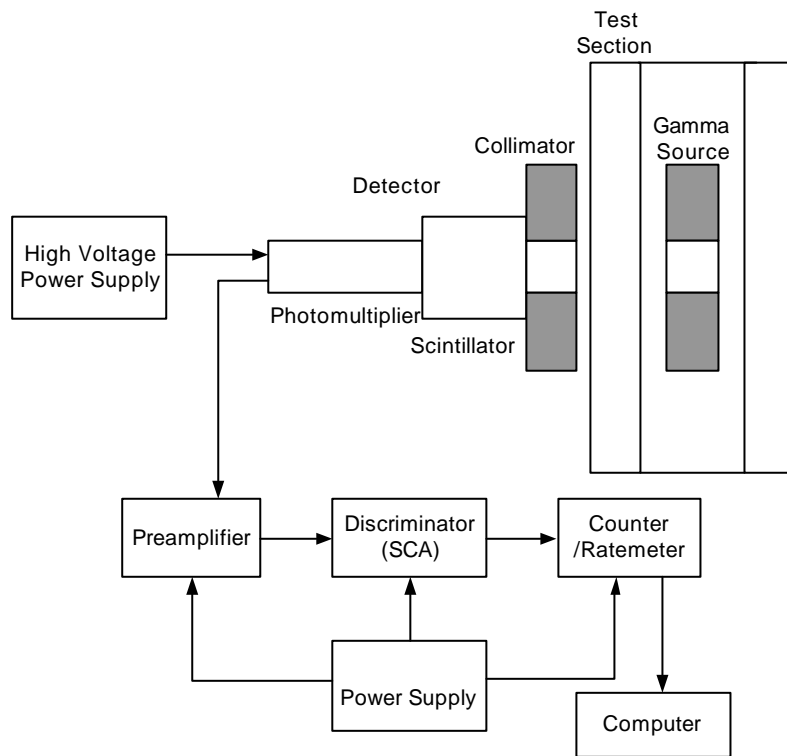 Test
Section
Gamma
Source
Collimator
Detector
High Voltage
Power Supply
Photomultiplier
Scintillator
Preamplifier
Discriminator
(SCA)
Counter
/Ratemeter
Power Supply
Computer